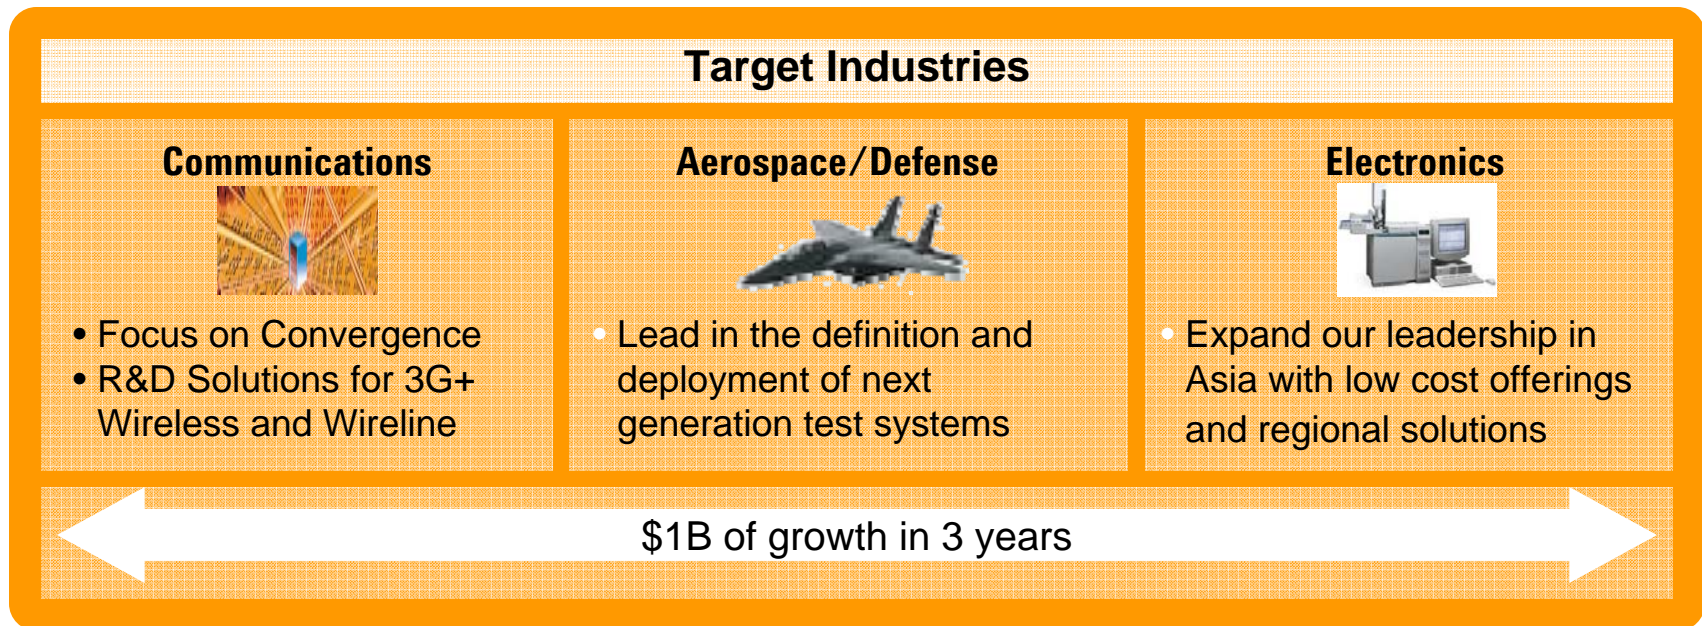 Target Industries
Communications
• Focus on Convergence
• R&D Solutions for 3G+
Wireless and Wireline
Aerospace/Defense
• Lead in the definition and
deployment of next
generation test systems
Electronics
• Expand our leadership in
Asia with low cost offerings
and regional solutions
$1B of growth in 3 years